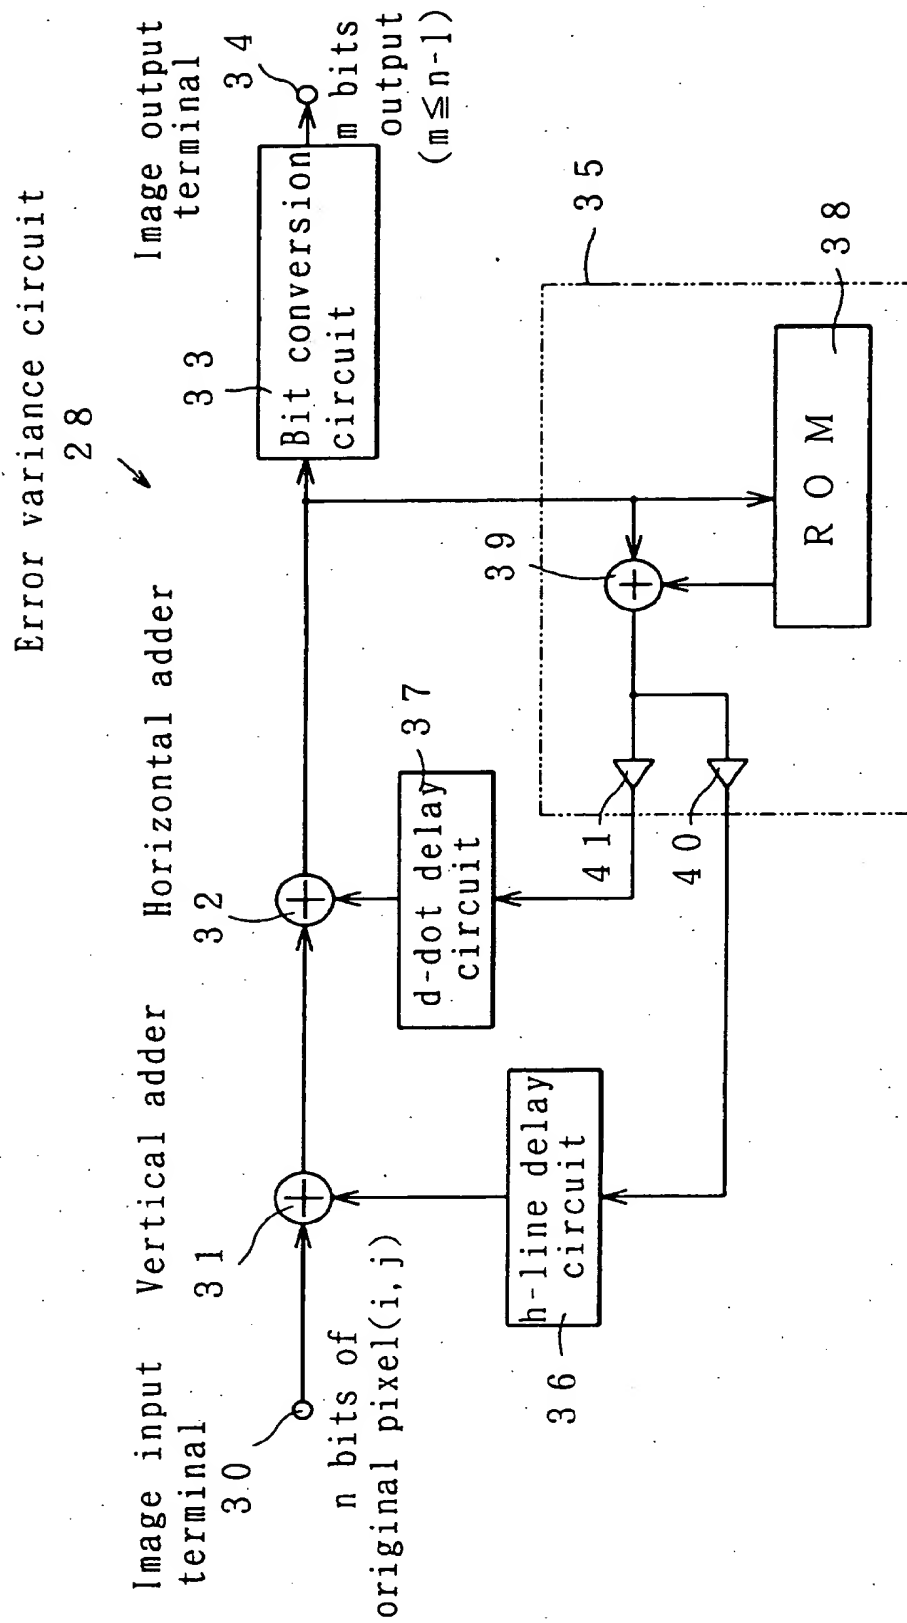 Error variance circuit
28
Image input
terminal
30
Vertical adder
31
Horizontal adder
32
33
Bit conversion
circuit
Image output
terminal
34
m bits
output
(m≦n-1)
n bits of
original pixel(i,j)
h-line delay
circuit
36
d-dot delay
circuit
37
39
41
40
35
ROM
38